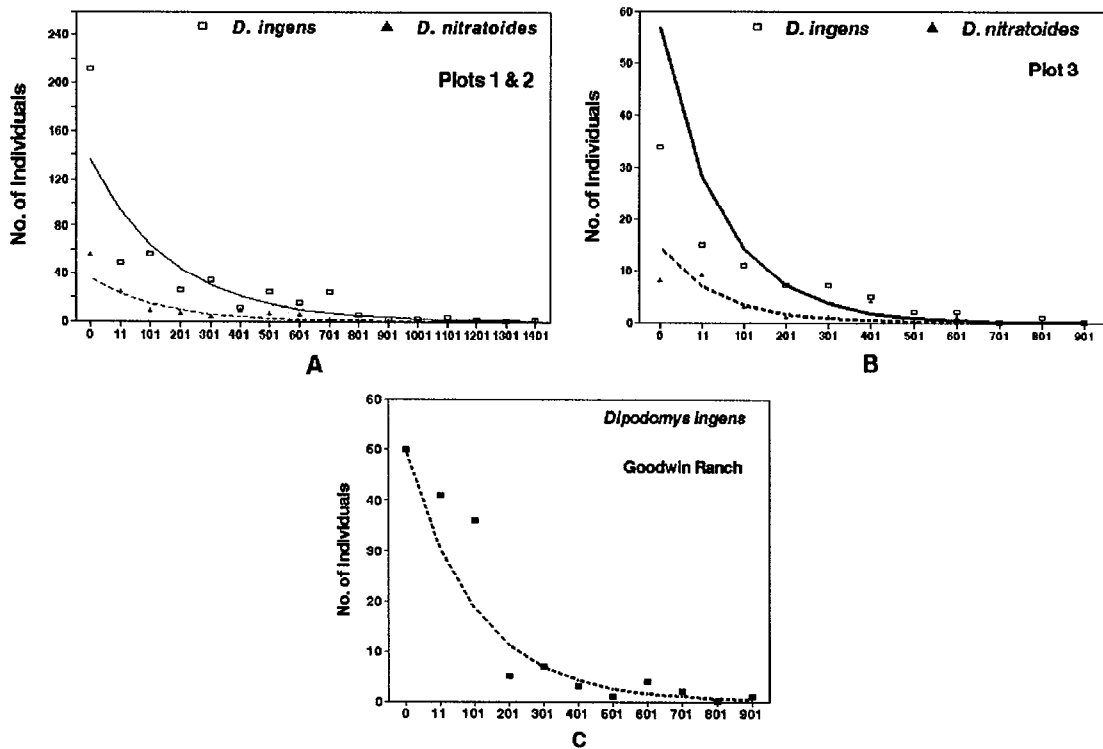 D. ingens D. nitratoides
Plots 1 & 2
No. of Individuals
240
200
160
120
80
40
0
0 11 101 201 301 401 501 601 701 801 901 1001 1101 1201 1301 1401
A
D. ingens D. nitratoides
Plot 3
No. of Individuals
60
50
40
30
20
10
0
0 11 101 201 301 401 501 601 701 801 901
B
Dipodomys ingens
Goodwin Ranch
No. of Individuals
60
50
40
30
20
10
0
0 11 101 201 301 401 501 601 701 801 901
C